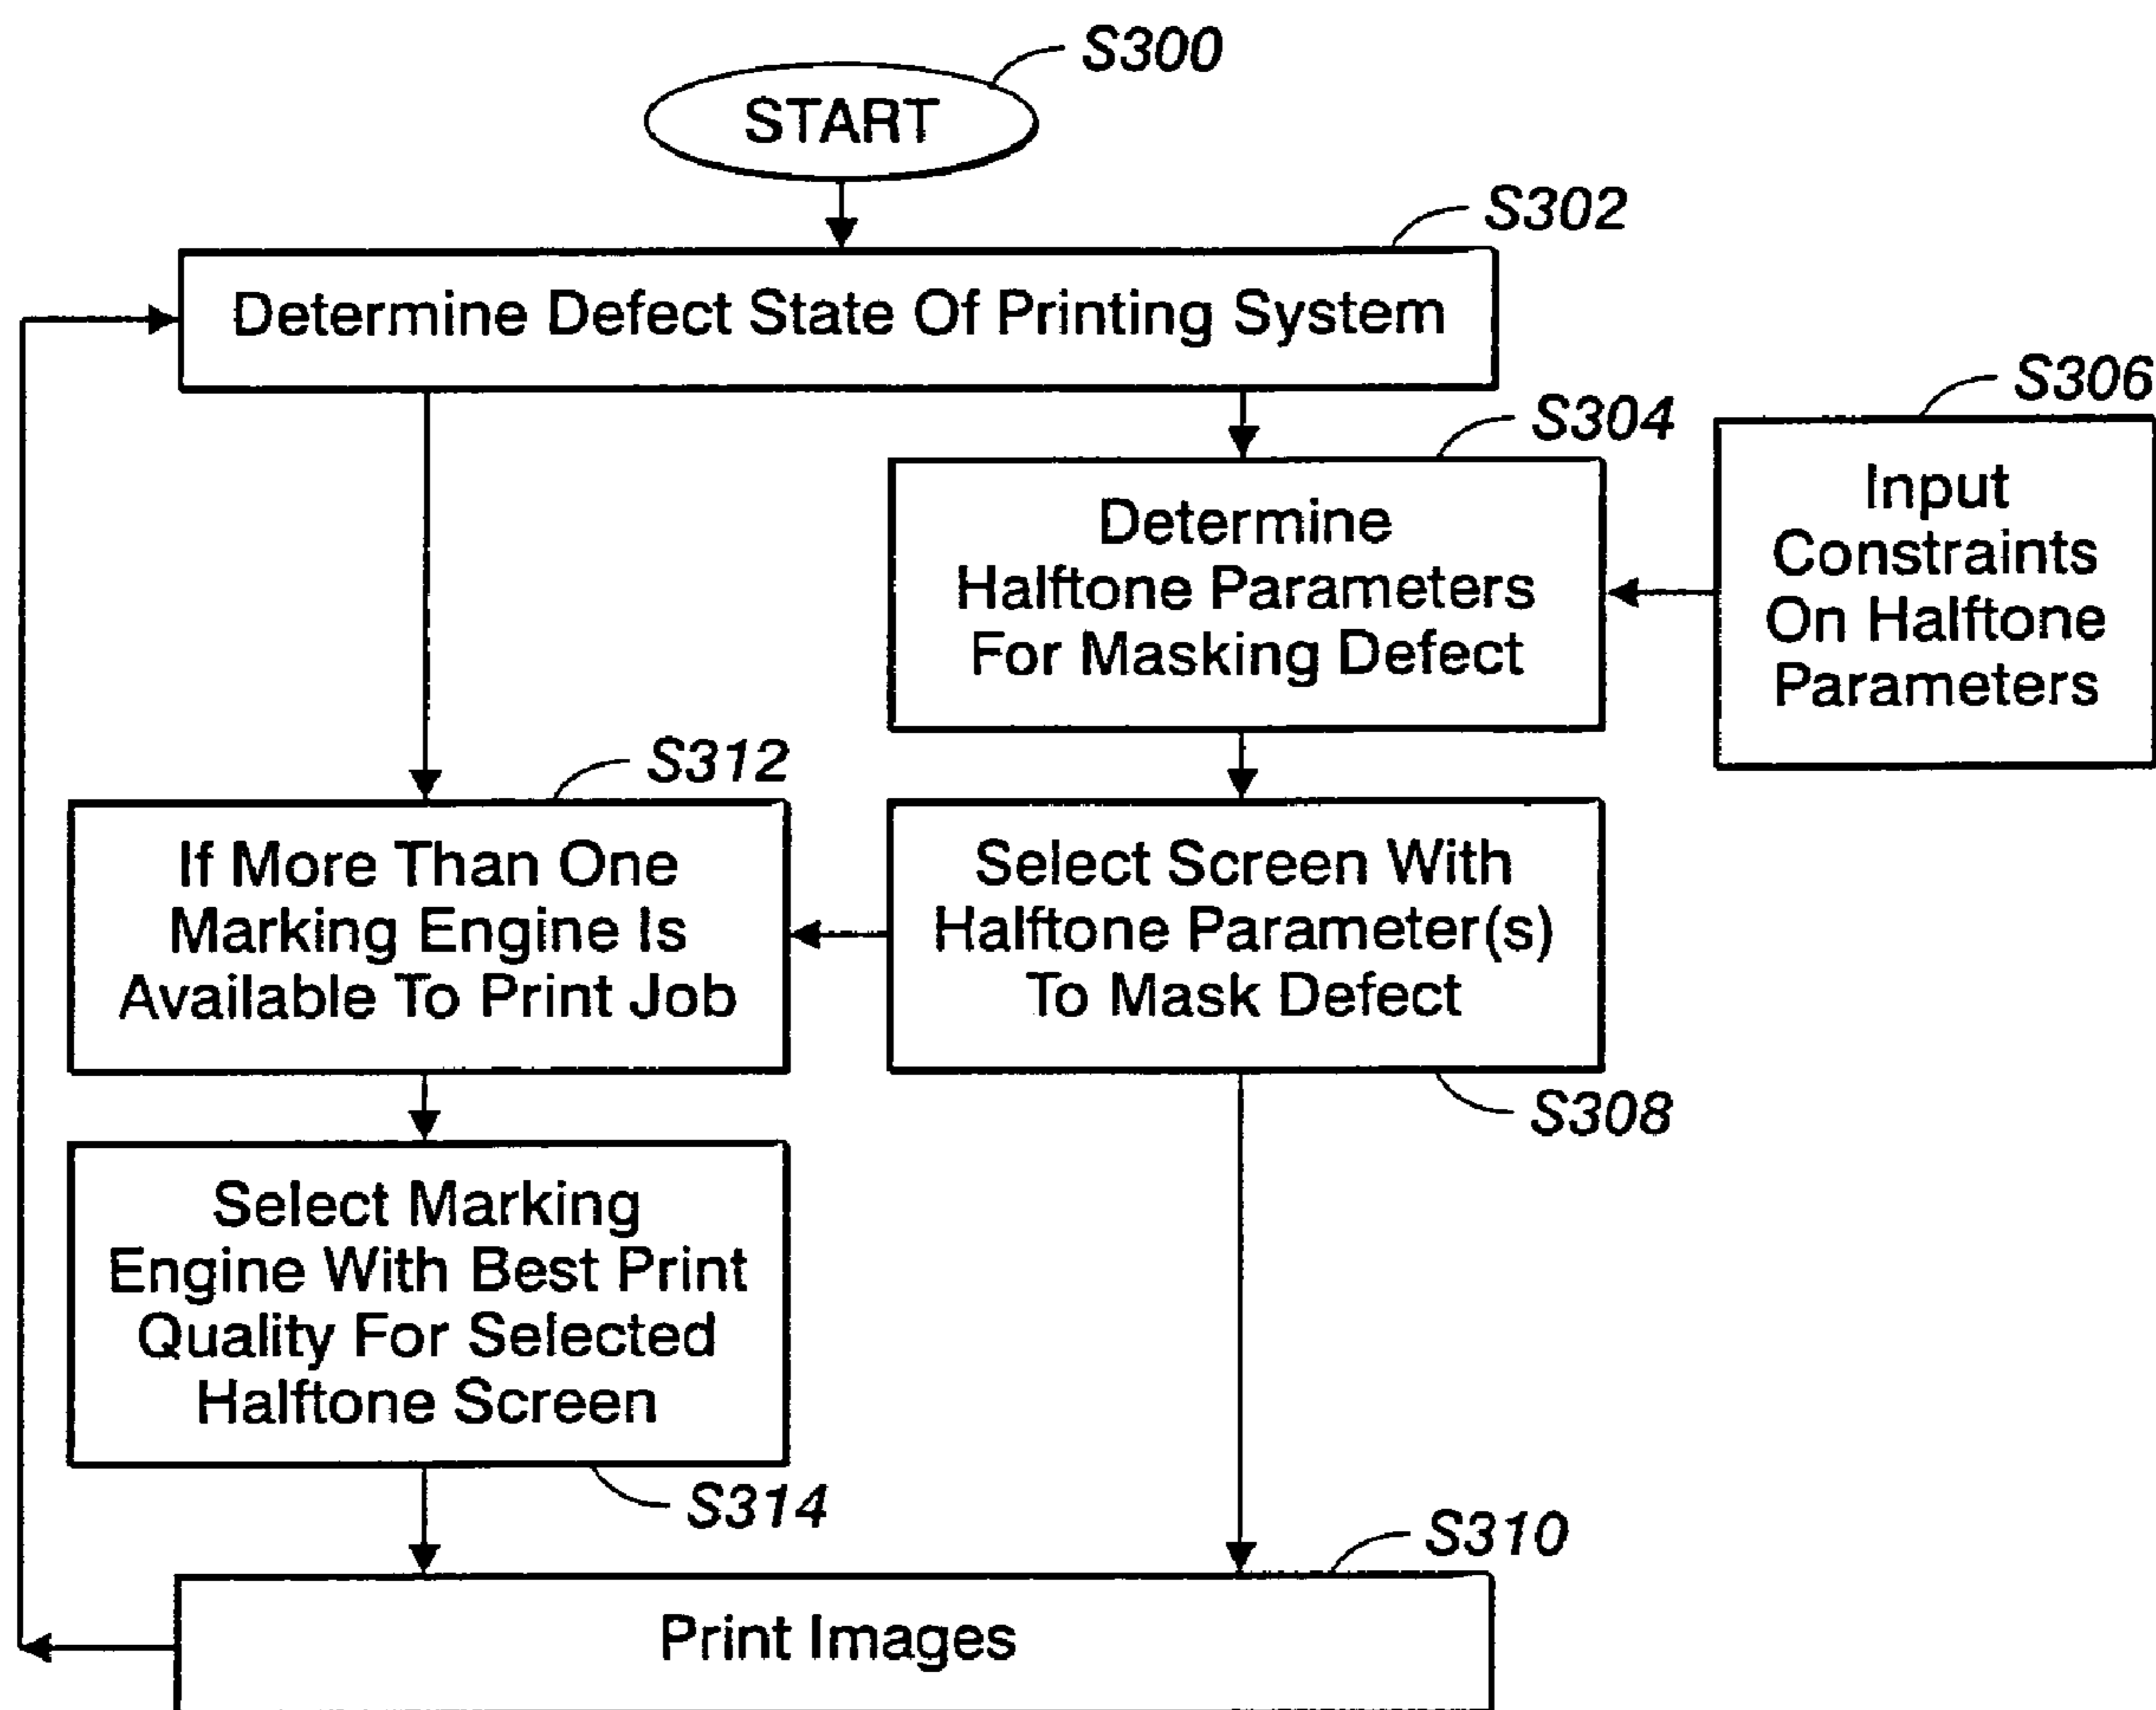 S300
START
S302
Determine Defect State Of Printing System
S304
Determine
Halftone Parameters
For Masking Defect
S306
Input
Constraints
On Halftone
Parameters
S312
If More Than One
Marking Engine Is
Available To Print Job
Select Screen With
Halftone Parameter(s)
To Mask Defect
S308
Select Marking
Engine With Best Print
Quality For Selected
Halftone Screen
S314
S310
Print Images